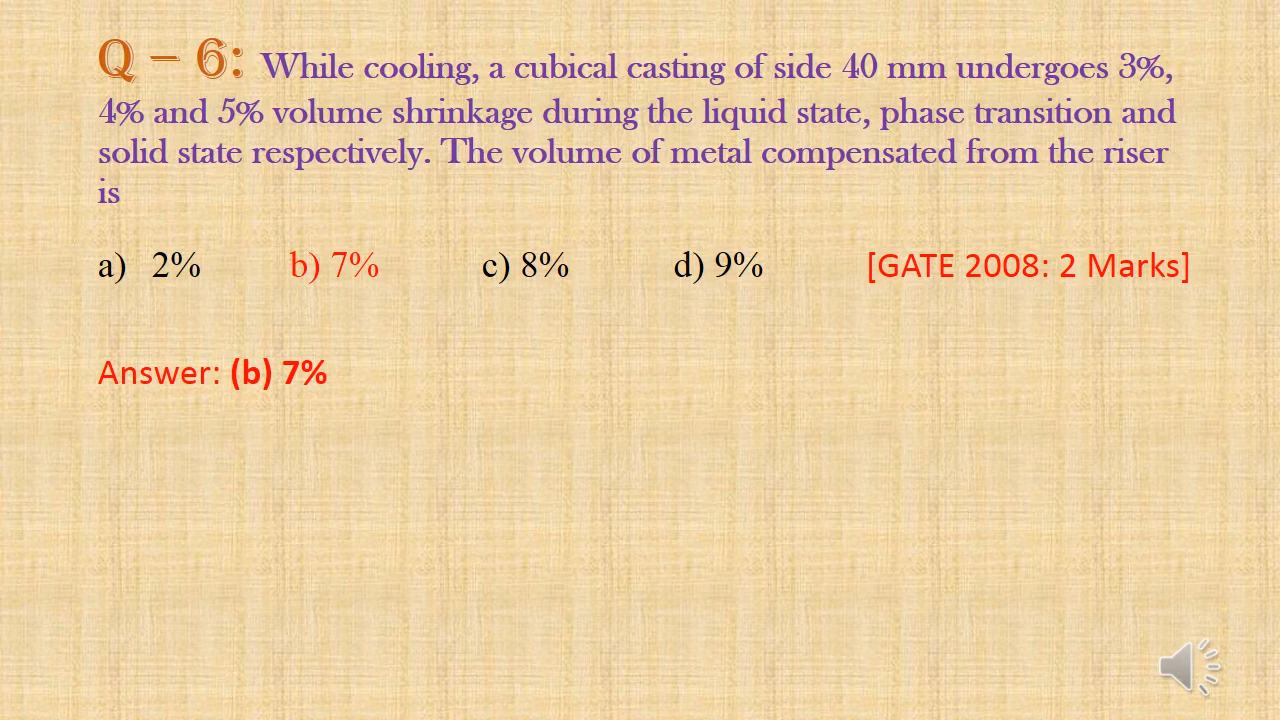 Q – 6: While cooling, a cubical casting of side 40 mm undergoes 3%,
4% and 5% volume shrinkage during the liquid state, phase transition and
solid state respectively. The volume of metal compensated from the riser
is
a) 2% b) 7% c) 8% d) 9% [GATE 2008: 2 Marks]
Answer: (b) 7%